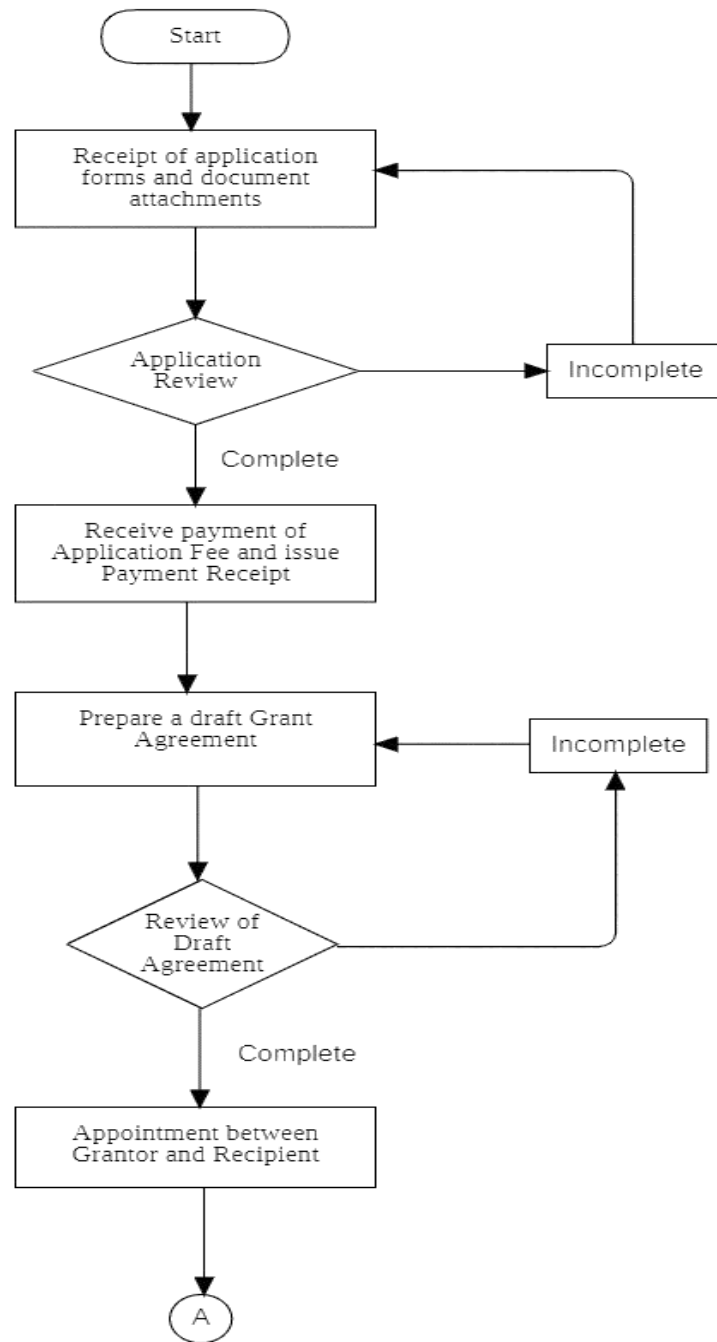 Start
Receipt of application
forms and document
attachments
Application
Review
Incomplete
Complete
Receive payment of
Application Fee and issue
Payment Receipt
Prepare a draft Grant
Agreement
Incomplete
Review of
Draft
Agreement
Complete
Appointment between
Grantor and Recipient
A